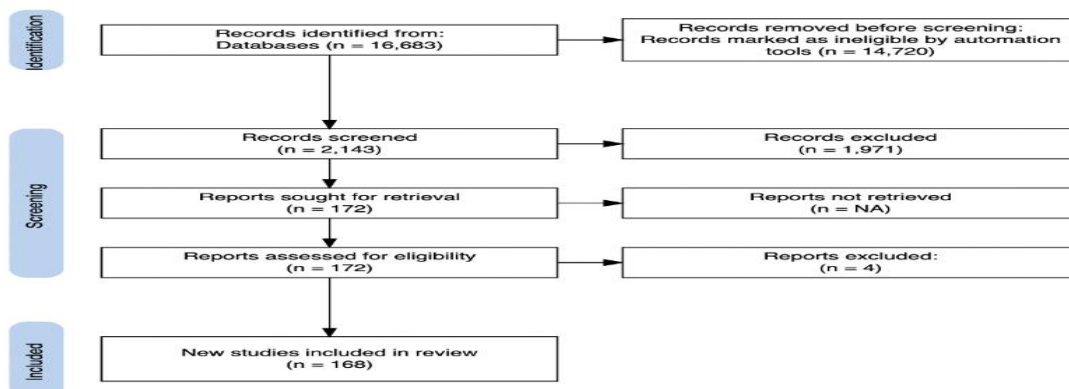 Identification
Records identified from:
Databases (n = 16,683)
Records removed before screening:
Records marked as ineligible by automation
tools (n = 14,720)
Screening
Records screened
(n = 2,143)
Records excluded
(n = 1,971)
Reports sought for retrieval
(n = 172)
Reports not retrieved
(n = NA)
Reports assessed for eligibility
(n = 172)
Reports excluded:
(n = 4)
Included
New studies included in review
(n = 168)